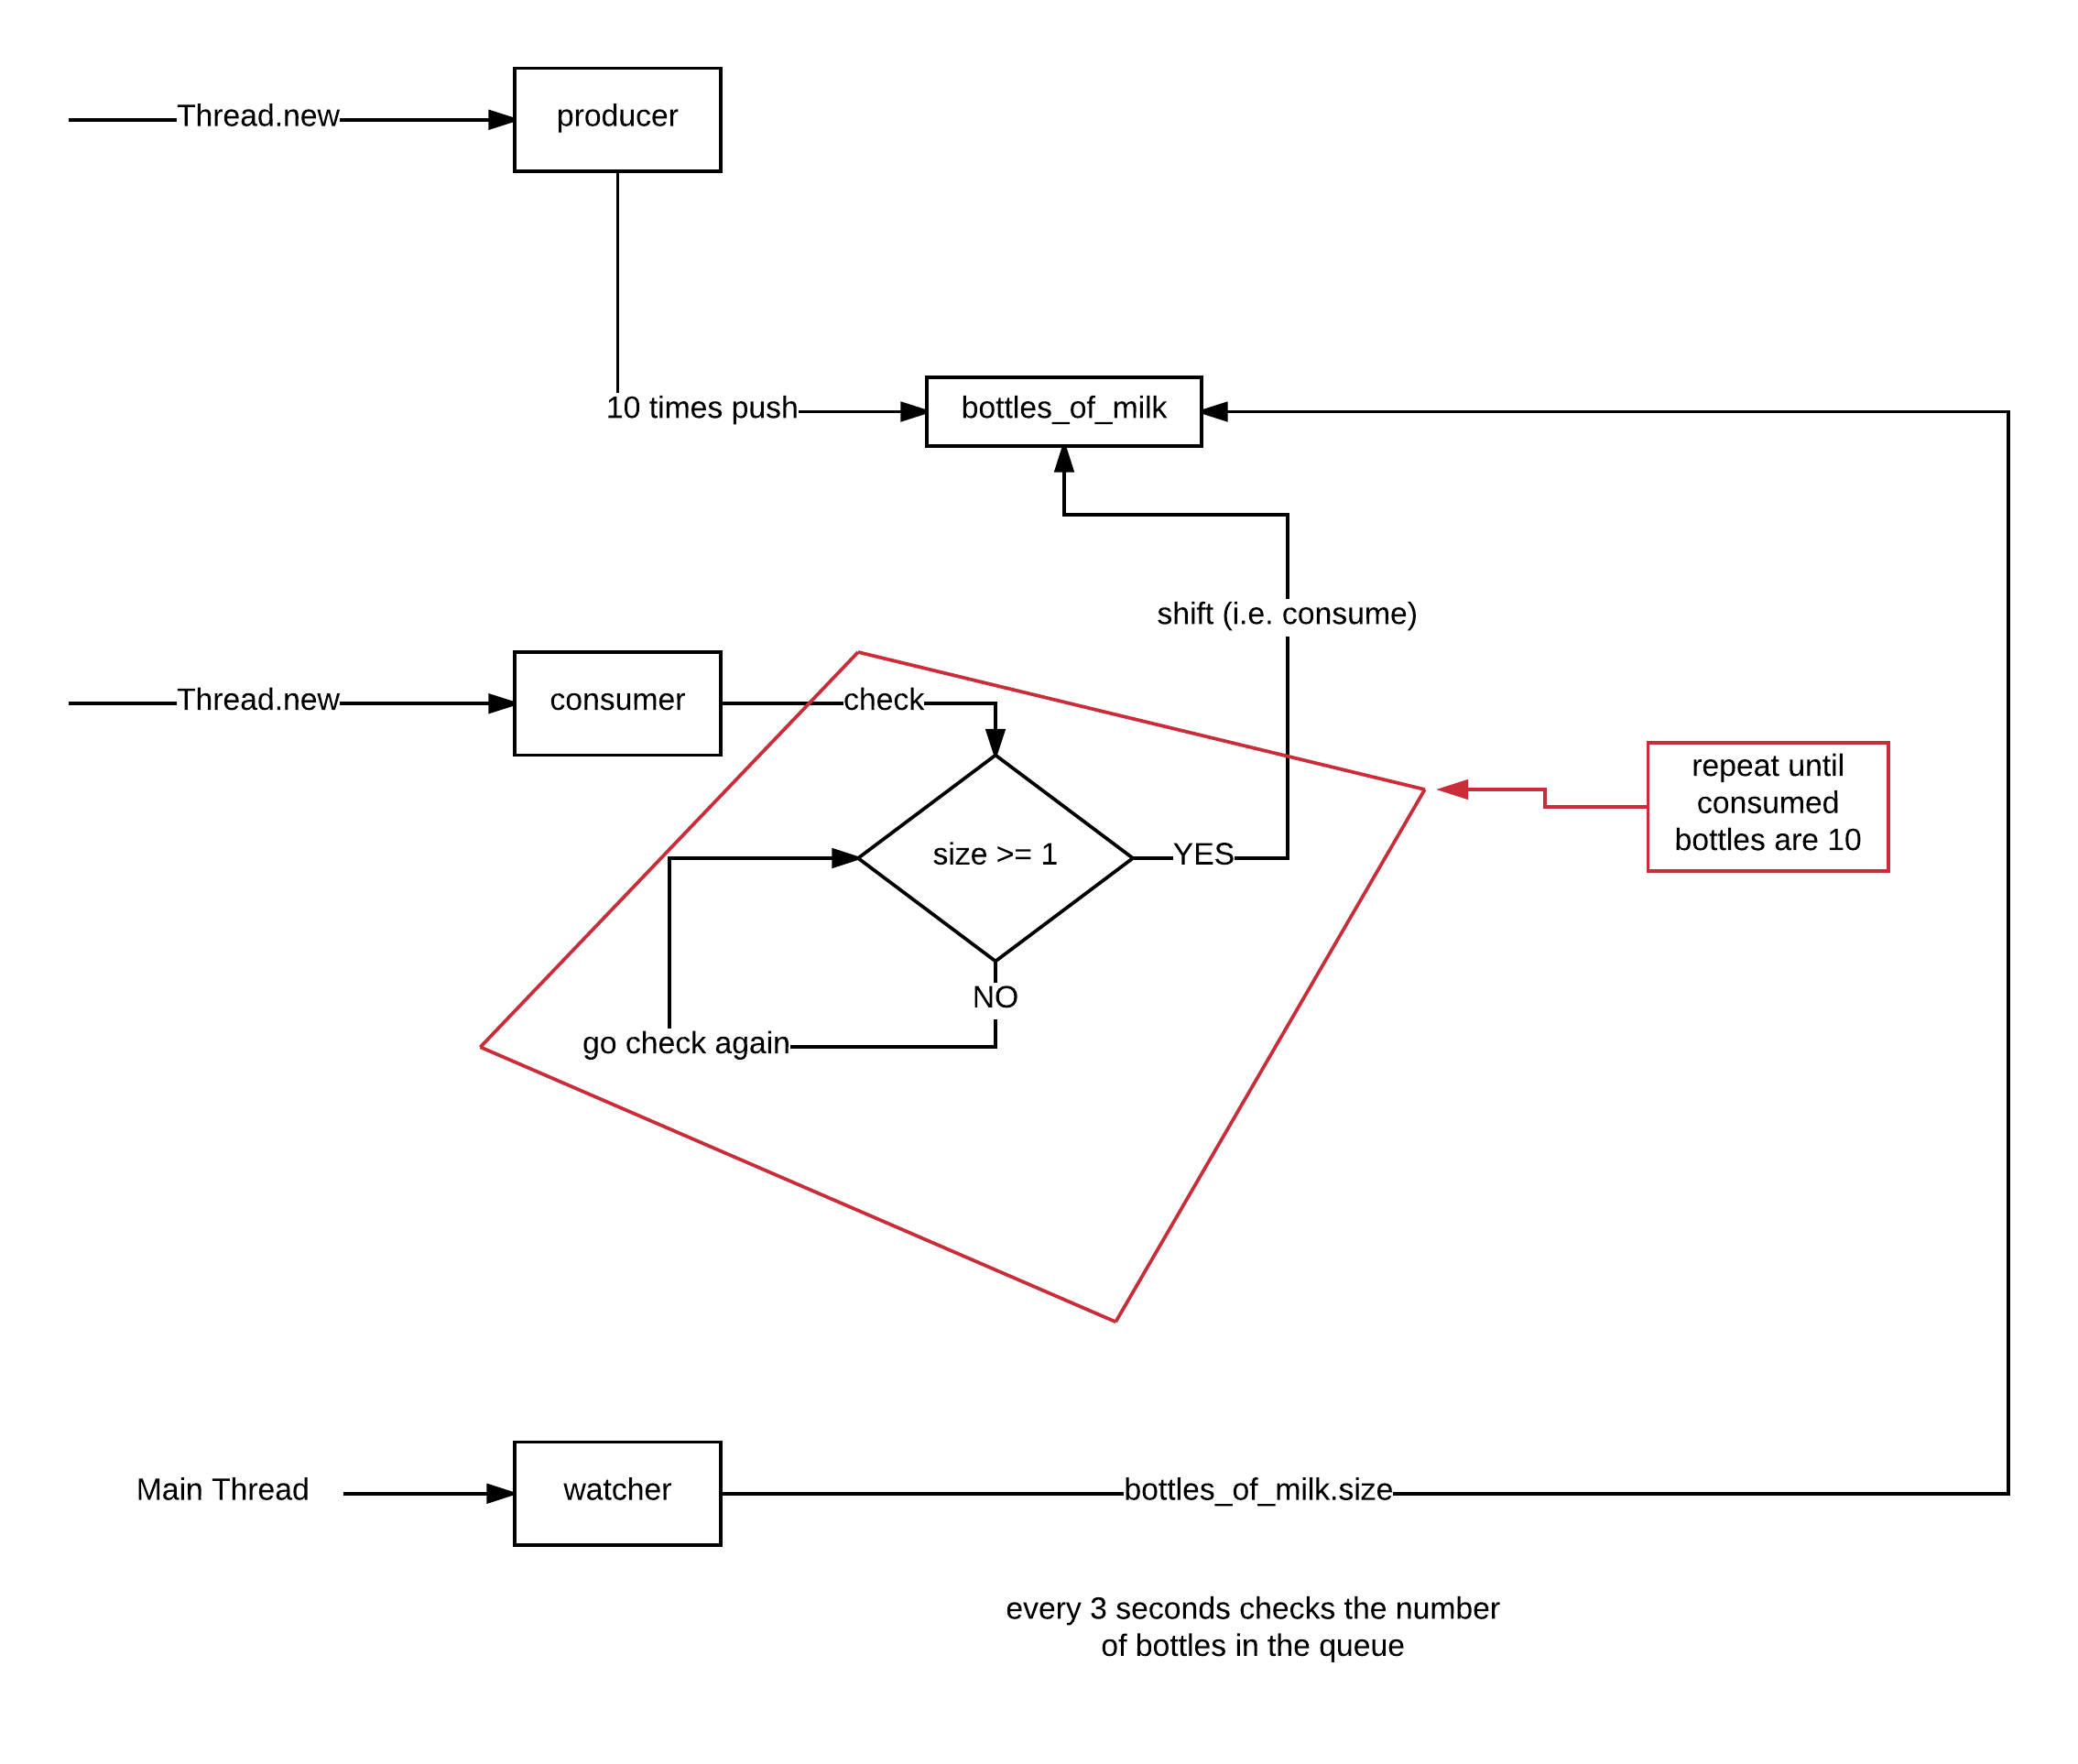 Thread.new
producer
10 times push
bottles_of_milk
shift (i.e. consume)
Thread.new
consumer
check
size >= 1
YES
NO
go check again
repeat until
consumed
bottles are 10
Main Thread
watcher
bottles_of_milk.size
every 3 seconds checks the number
of bottles in the queue